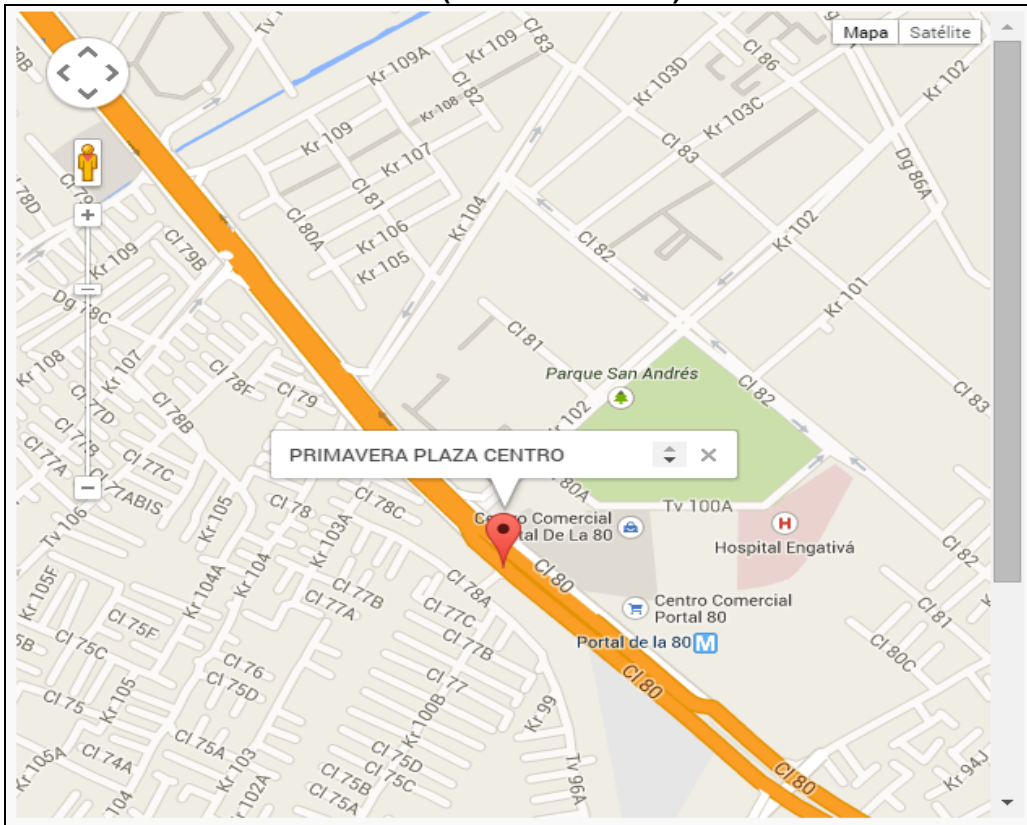 Mapa
Satélite
Tv
Kr 109A
Kr 109
Cl 83
Cl 82
Kr 108
Kr 103D
Cl 86
Kr 103C
Kr 102
Cl 83
Dg 86A
Kr 109
Kr 107
Cl 81
Cl 80A
Kr 106
Kr 105
Kr 104
Cl 82
Kr 102
Kr 101
78D
Cl 79
Kr 109
Cl 79B
Dg 78C
Kr 108
Kr 107
Cl 78F
Cl 79
Cl 81
Parque San Andrés
Cl 82
Cl 83
Cl 77D
Cl 78B
Kr 102
PRIMAVERA PLAZA CENTRO
Cl 77B
Cl 77A
Cl 77C
80A
Cl 77ABIS
Cl 78
Cl 78C
Tv 100A
Tv 106
Kr 105
Kr 103A
Centro Comercial
Portal De La 80
Hospital Engativá
H
Cl 82
Kr 105F
Kr 104A
Kr 104
Cl 77B
Cl 77A
Cl 78A
Cl 77C
Cl 80
Centro Comercial
Portal 80
Cl 81
Cl 75F
Cl 77B
Portal de la 80
M
Cl 80C
5B
Cl 75C
Cl 76
Cl 75D
Cl 77
Cl 80
Cl 75
Kr 105
Kr 100B
Kr 99
Kr 105A
Cl 74A
Cl 75A
Kr 103
Cl 75D
Cl 75C
Cl 75B
Cl 75A
Kr 102A
104
Tv 96A
Cl 80
Kr 94J